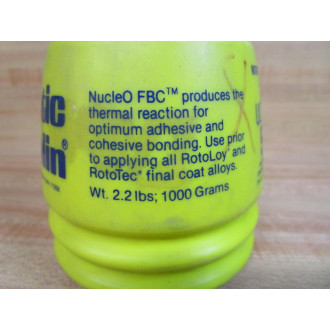 NucleO FBC™ produces the
thermal reaction for
optimum adhesive and
cohesive bonding. Use prior
to applying all RotoLoy® and
RotoTec® final coat alloys.
Wt. 2.2 lbs; 1000 Grams